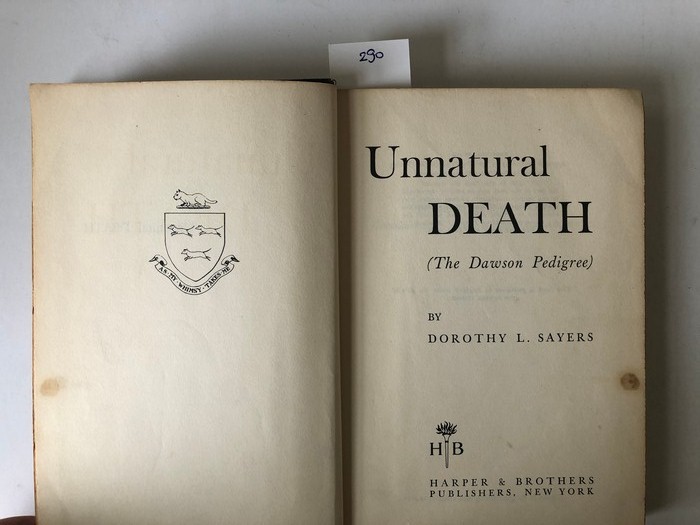 290
AS MY WHIMSY TAKES ME
Unnatural
DEATH
(The Dawson Pedigree)
BY
DOROTHY L. SAYERS
H B
HARPER & BROTHERS
PUBLISHERS, NEW YORK